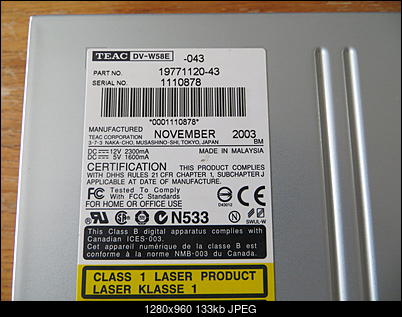 TEAC DV-W58E -043
PART NO. 19771120-43
SERIAL NO. 1110878
*0001110878*
MANUFACTURED NOVEMBER 2003
TEAC CORPORATION
3-7-3 NAKA-CHO, MUSASHINO-SHI, TOKYO, JAPAN BM
DC 12V 2300mA MADE IN MALAYSIA
DC 5V 1600mA
CERTIFICATION THIS PRODUCT COMPLIES
WITH DHHS RULES 21 CFR CHAPTER 1, SUBCHAPTER J
APPLICABLE AT DATE OF MANUFACTURE.
FC Tested To Comply
With FCC Standards
FOR HOME OR OFFICE USE
CE
D43012
N533
SWUL-W
This Class B digital apparatus complies with
Canadian ICES-003.
Cet appareil numérique de la classe B est
conforme à la norme NMB-003 du Canada.
CLASS 1 LASER PRODUCT
LASER KLASSE 1
1280x960 133kb JPEG